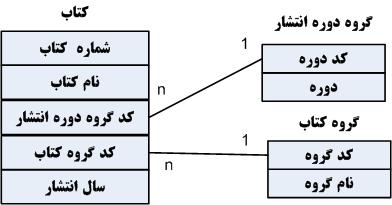 کتاب
شماره کتاب
نام کتاب
کد گروه دوره انتشار
کد گروه کتاب
سال انتشار
n
n
گروه دوره انتشار
1
کد دوره
دوره
گروه کتاب
1
کد گروه
نام گروه